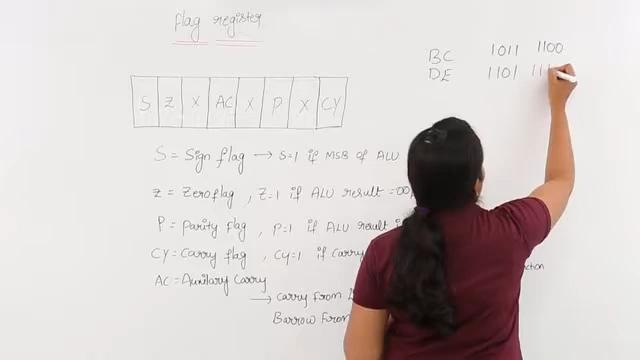 flag register
S Z X AC X P X CY
S = Sign flag → S=1 if MSB of ALU
Z = Zero flag , Z=1 if ALU result =00
P = parity flag , P=1 if ALU result
CY = Carry flag , CY=1 if Carry
AC = Auxilary Carry
→ Carry from
Barrow from
BC 1011 1100
DE 1101 11